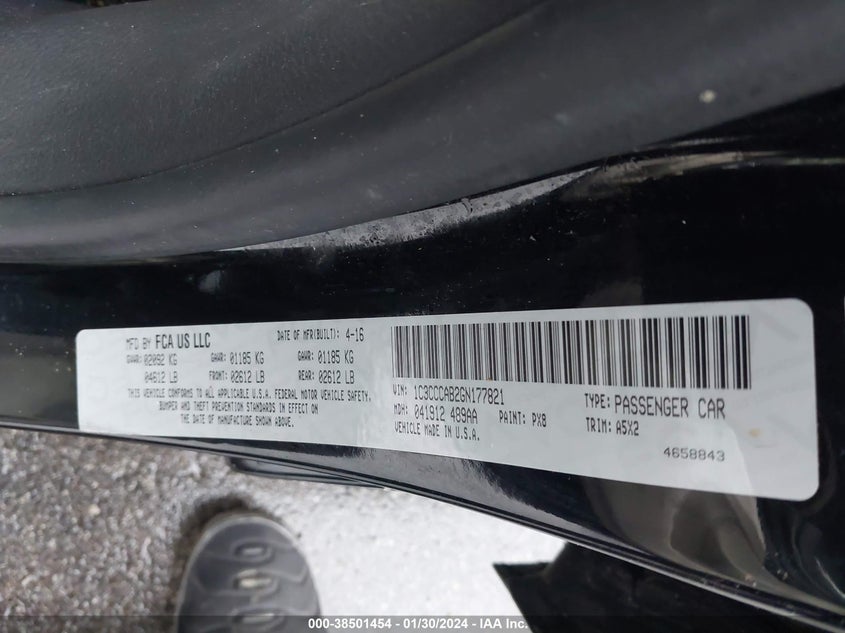 MFD BY FCA US LLC DATE OF MFR(BUILT): 4-16
GVWR: 02092 KG GAWR: 01185 KG GAWR: 01185 KG
04612 LB FRONT: 02612 LB REAR: 02612 LB
THIS VEHICLE CONFORMS TO ALL APPLICABLE U.S.A. FEDERAL MOTOR VEHICLE SAFETY,
BUMPER AND THEFT PREVENTION STANDARDS IN EFFECT ON
THE DATE OF MANUFACTURE SHOWN ABOVE.
VIN: 1C3CCCAB2GN177821 TYPE: PASSENGER CAR
MDH: 041912 489AA PAINT: PX8 TRIM: A5X2
VEHICLE MADE IN U.S.A. 4658843
000-38501454 - 01/30/2024 - IAA Inc.